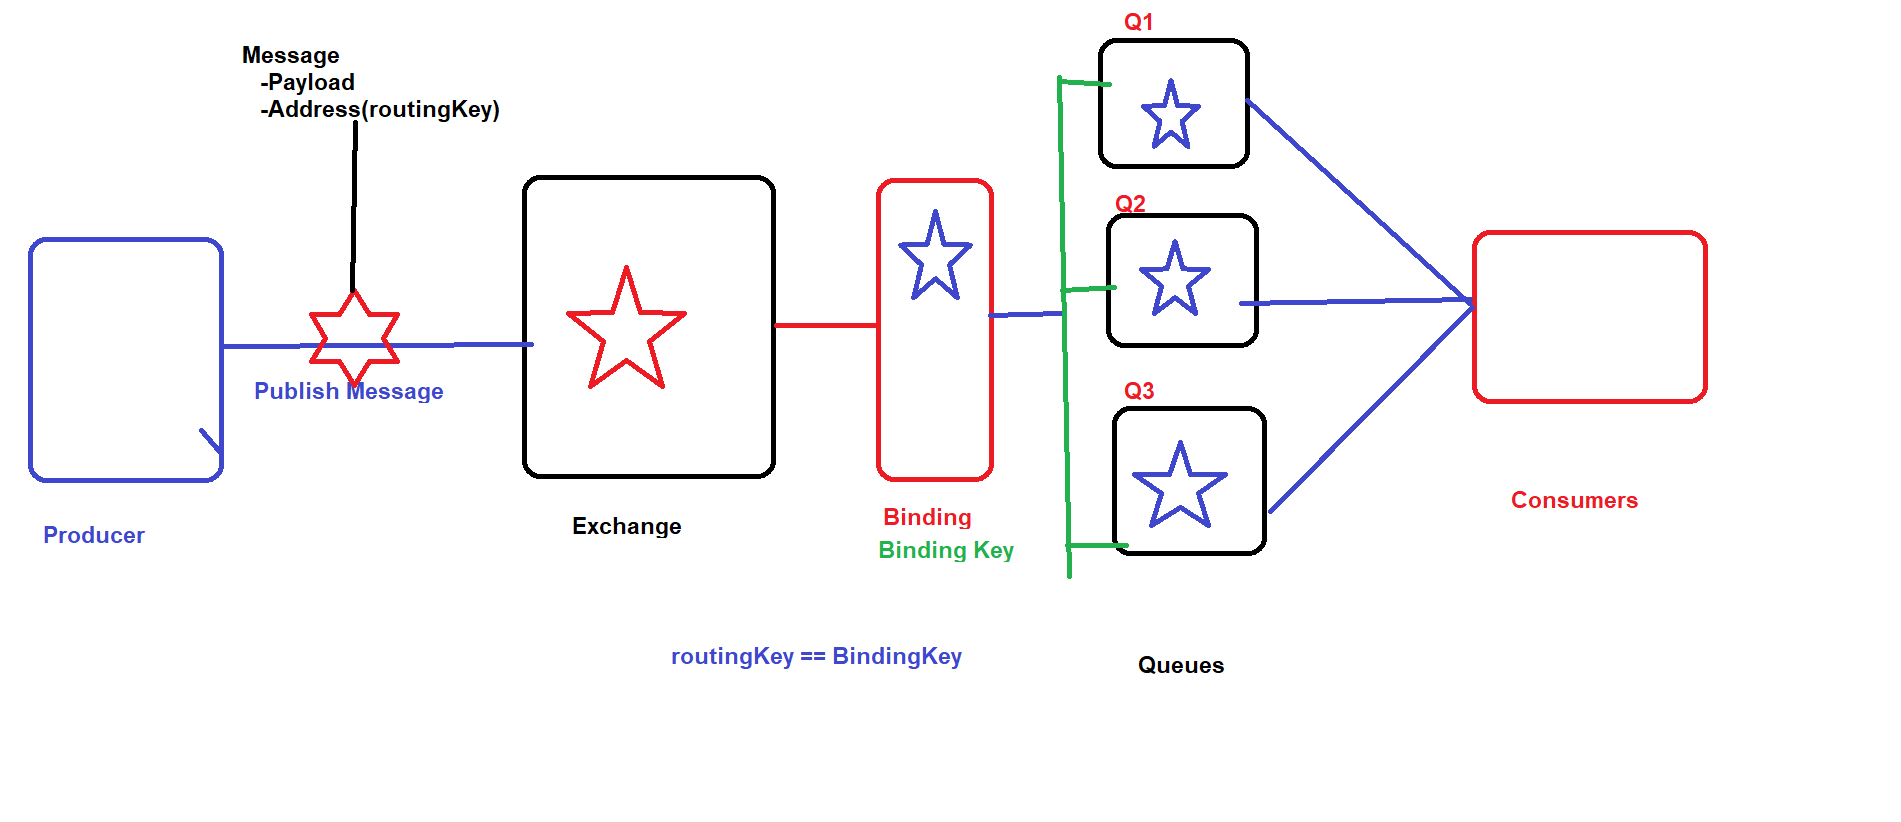 Message
-Payload
-Address(routingKey)
Publish Message
Producer
Exchange
Binding
Binding Key
routingKey == BindingKey
Q1
Q2
Q3
Queues
Consumers